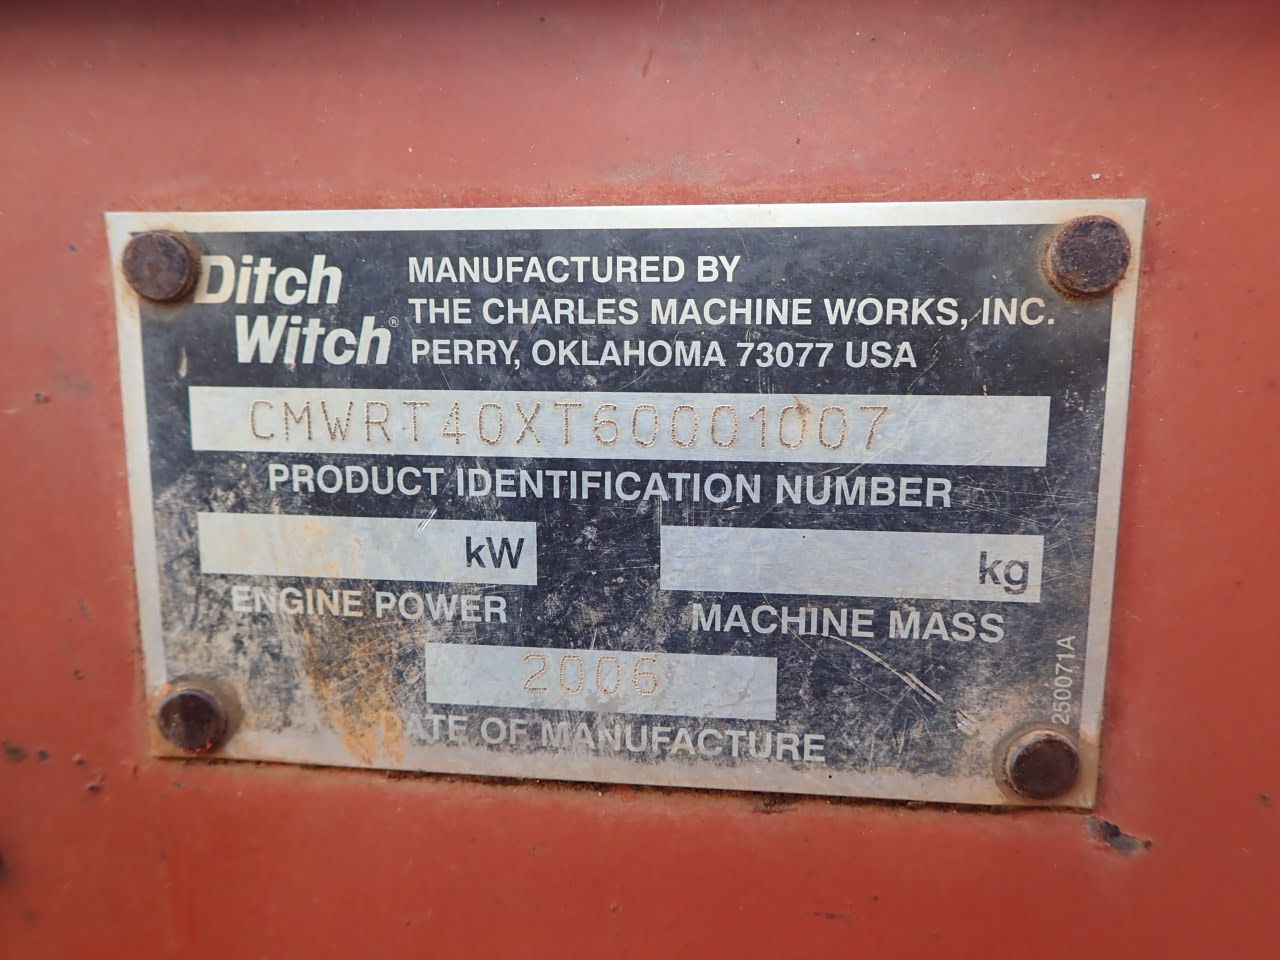 Ditch
Witch®
MANUFACTURED BY
THE CHARLES MACHINE WORKS, INC.
PERRY, OKLAHOMA 73077 USA
CMWRT40XT60001007
PRODUCT IDENTIFICATION NUMBER
kW
ENGINE POWER
kg
MACHINE MASS
2006
DATE OF MANUFACTURE
250071A